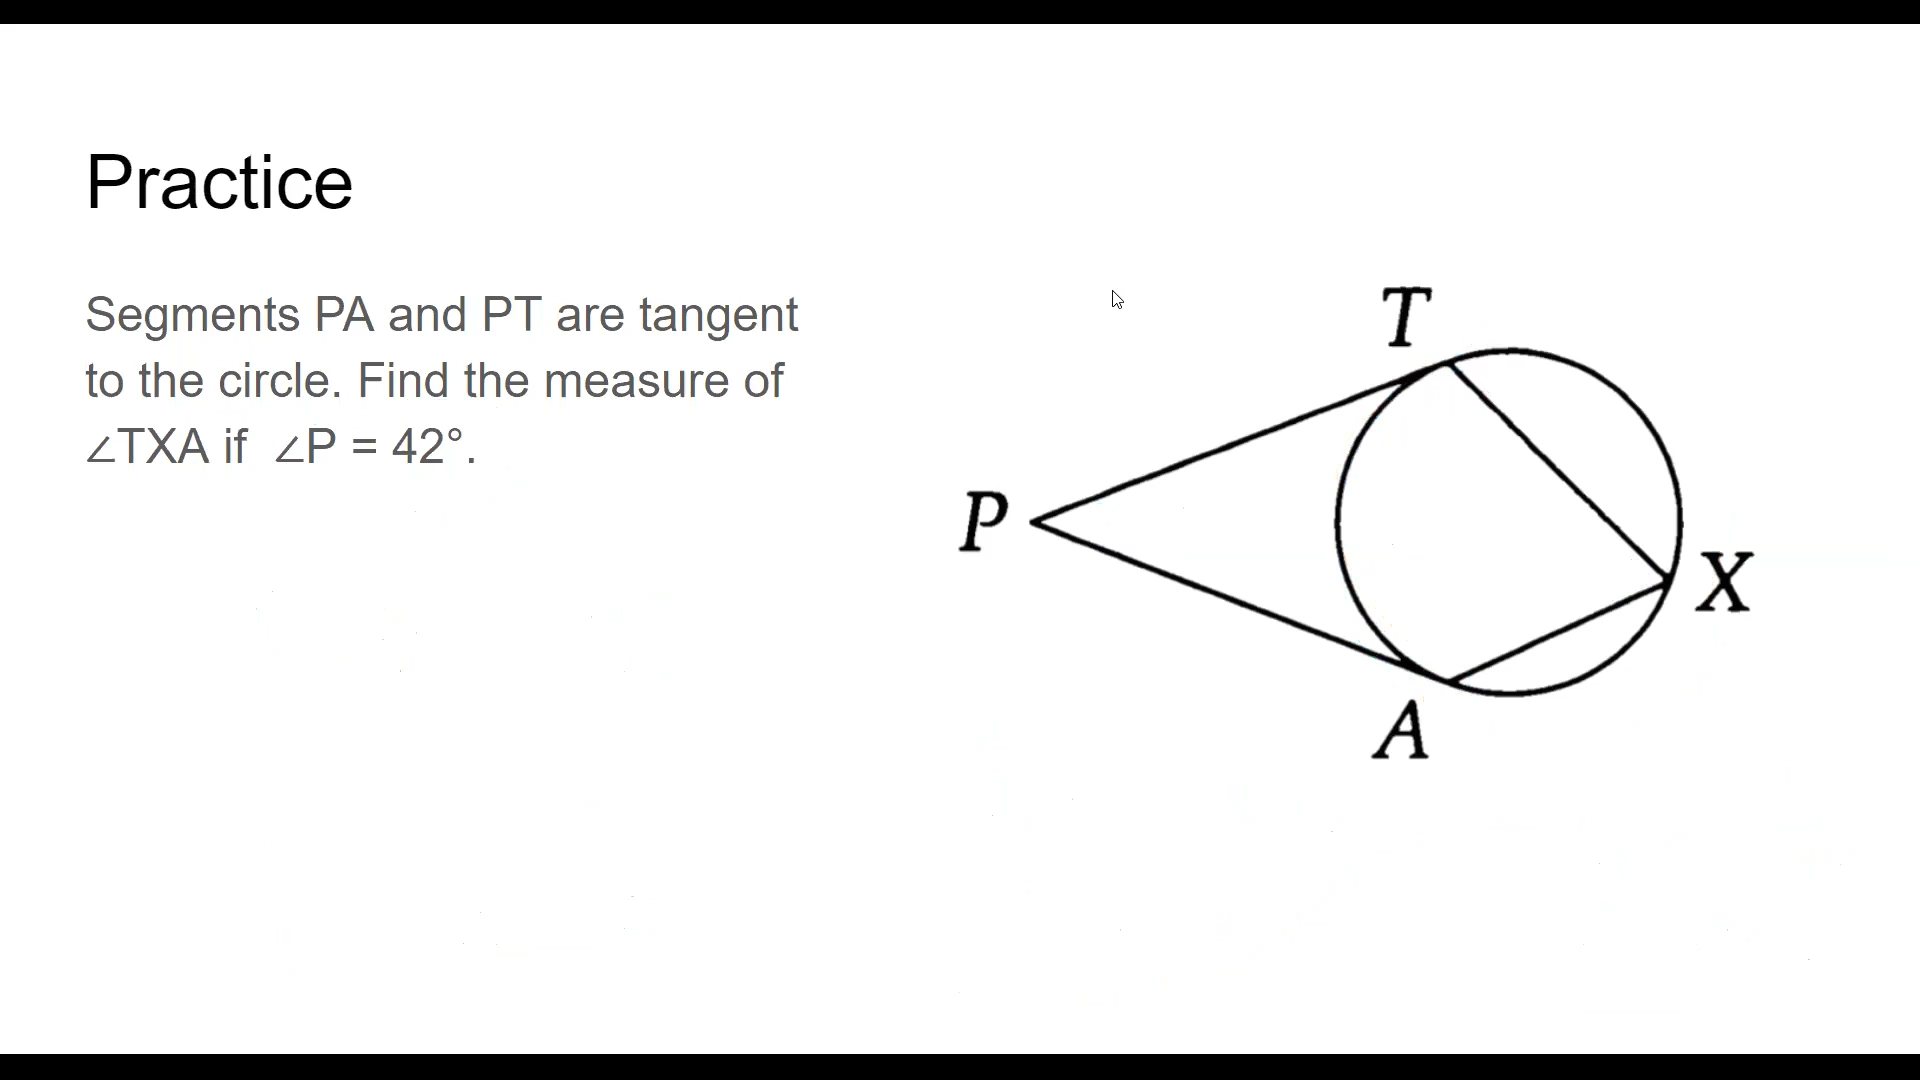 Practice
Segments PA and PT are tangent
to the circle. Find the measure of
∠TXA if ∠P = 42°.
T
P
X
A